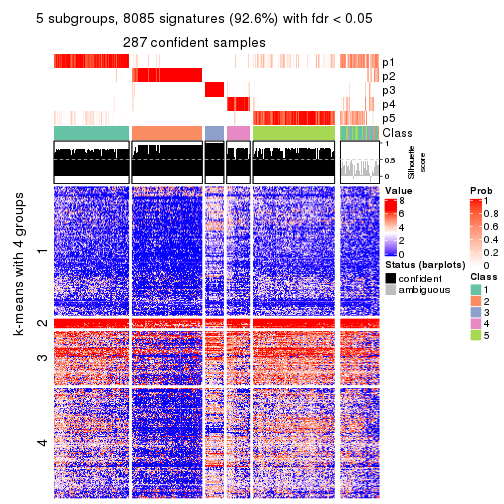 5 subgroups, 8085 signatures (92.6%) with fdr < 0.05
287 confident samples
p1
p2
p3
p4
p5
Class
1
0.5
0
Silhouette
score
k-means with 4 groups
1
2
3
4
Value
8
6
4
2
0
Status (barplots)
confident
ambiguous
Prob
1
0.8
0.6
0.4
0.2
0
Class
1
2
3
4
5